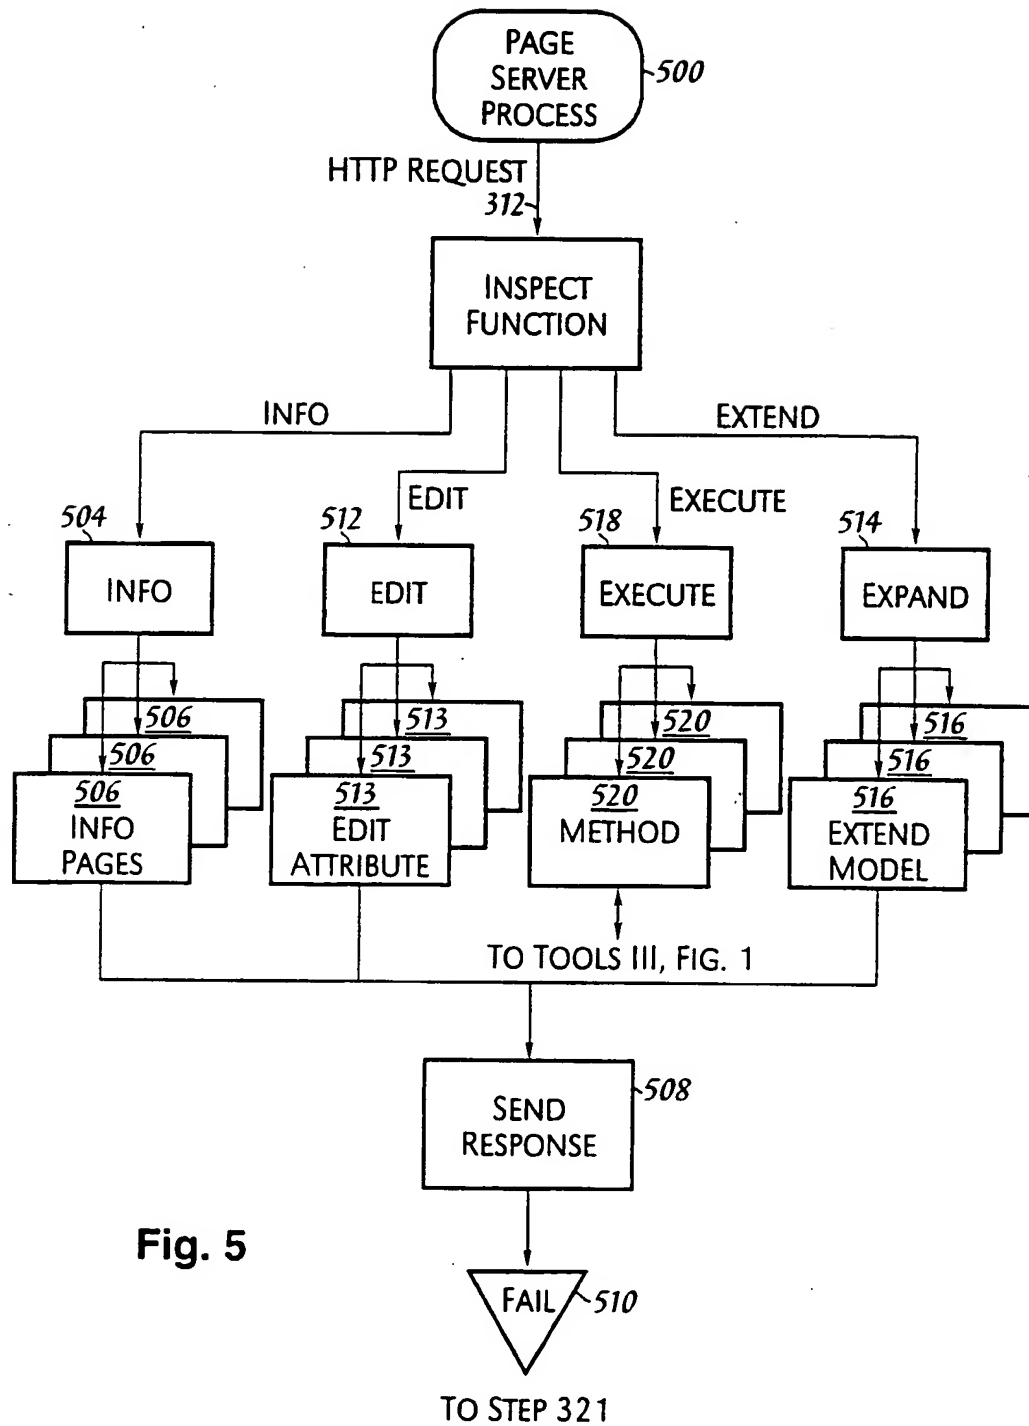 PAGE
SERVER
PROCESS
500
HTTP REQUEST
312
INSPECT
FUNCTION
INFO
EXTEND
EDIT
EXECUTE
504
512
518
514
INFO
EDIT
EXECUTE
EXPAND
506
513
520
516
506
513
520
516
506
INFO
PAGES
513
EDIT
ATTRIBUTE
520
METHOD
516
EXTEND
MODEL
TO TOOLS III, FIG. 1
SEND
RESPONSE
508
Fig. 5
FAIL
510
TO STEP 321